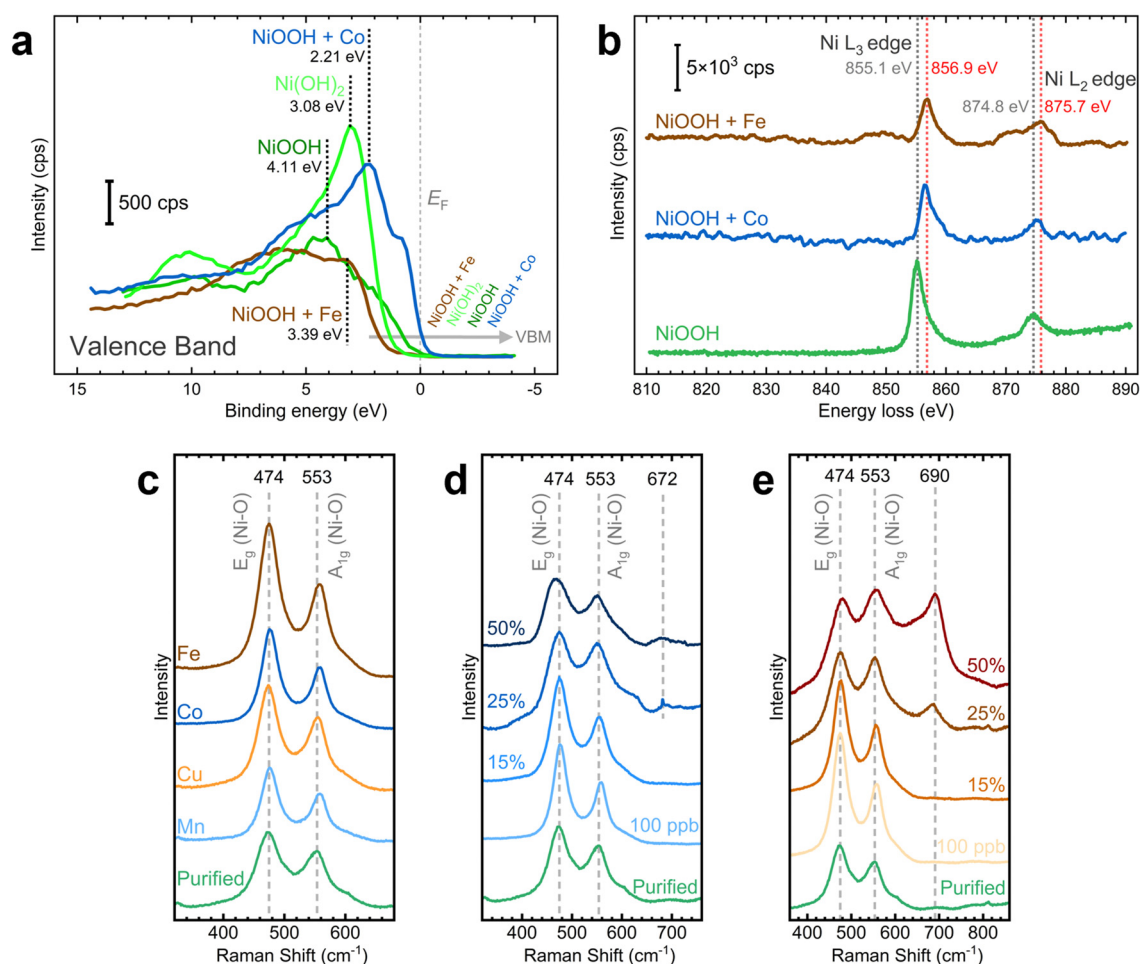 a
NiOOH + Co
2.21 eV
Ni(OH)2
3.08 eV
NiOOH
4.11 eV
500 cps
EF
NiOOH + Fe
Ni(OH)2
NiOOH
NiOOH + Co
NiOOH + Fe
3.39 eV
VBM
Valence Band
Intensity (cps)
15
10
5
0
-5
Binding energy (eV)
b
Ni L3 edge
5×10³ cps
855.1 eV
856.9 eV
Ni L2 edge
874.8 eV
875.7 eV
NiOOH + Fe
NiOOH + Co
NiOOH
Intensity (cps)
810 820 830 840 850 860 870 880 890
Energy loss (eV)
c
474 553
Eg (Ni-O)
A1g (Ni-O)
Fe
Co
Cu
Mn
Purified
Intensity
400 500 600
Raman Shift (cm-1)
d
474 553 672
Eg (Ni-O)
A1g (Ni-O)
50%
25%
15%
100 ppb
Purified
Intensity
400 500 600 700
Raman Shift (cm-1)
e
474 553 690
Eg (Ni-O)
A1g (Ni-O)
50%
25%
15%
100 ppb
Purified
Intensity
400 500 600 700 800
Raman Shift (cm-1)